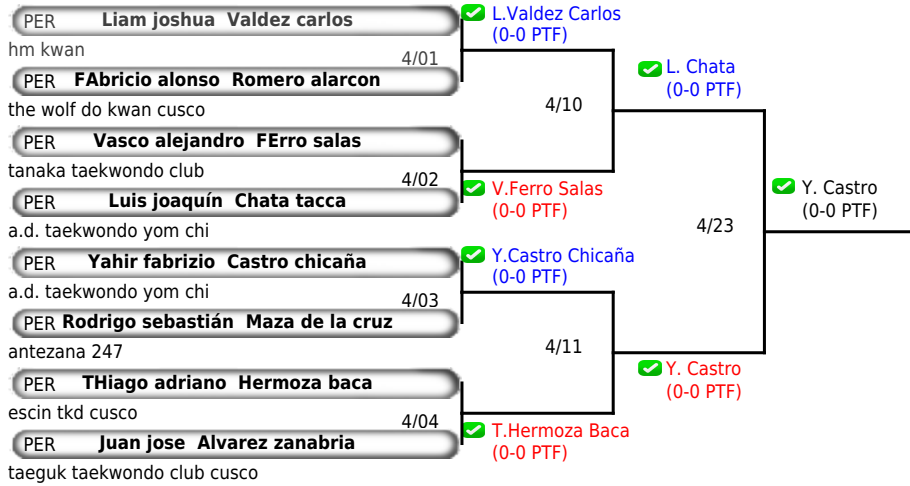 PER Liam joshua Valdez carlos
hm kwan
4/01
PER FAbricio alonso Romero alarcon
the wolf do kwan cusco
PER Vasco alejandro FErro salas
tanaka taekwondo club
4/02
PER Luis joaquín Chata tacca
a.d. taekwondo yom chi
PER Yahir fabrizio Castro chicaña
a.d. taekwondo yom chi
4/03
PER Rodrigo sebastián Maza de la cruz
antezana 247
PER THiago adriano Hermoza baca
escin tkd cusco
4/04
PER Juan jose Alvarez zanabria
taeguk taekwondo club cusco
L.Valdez Carlos
(0-0 PTF)
4/10
V.Ferro Salas
(0-0 PTF)
Y.Castro Chicaña
(0-0 PTF)
4/11
T.Hermoza Baca
(0-0 PTF)
L. Chata
(0-0 PTF)
4/23
Y. Castro
(0-0 PTF)
Y. Castro
(0-0 PTF)